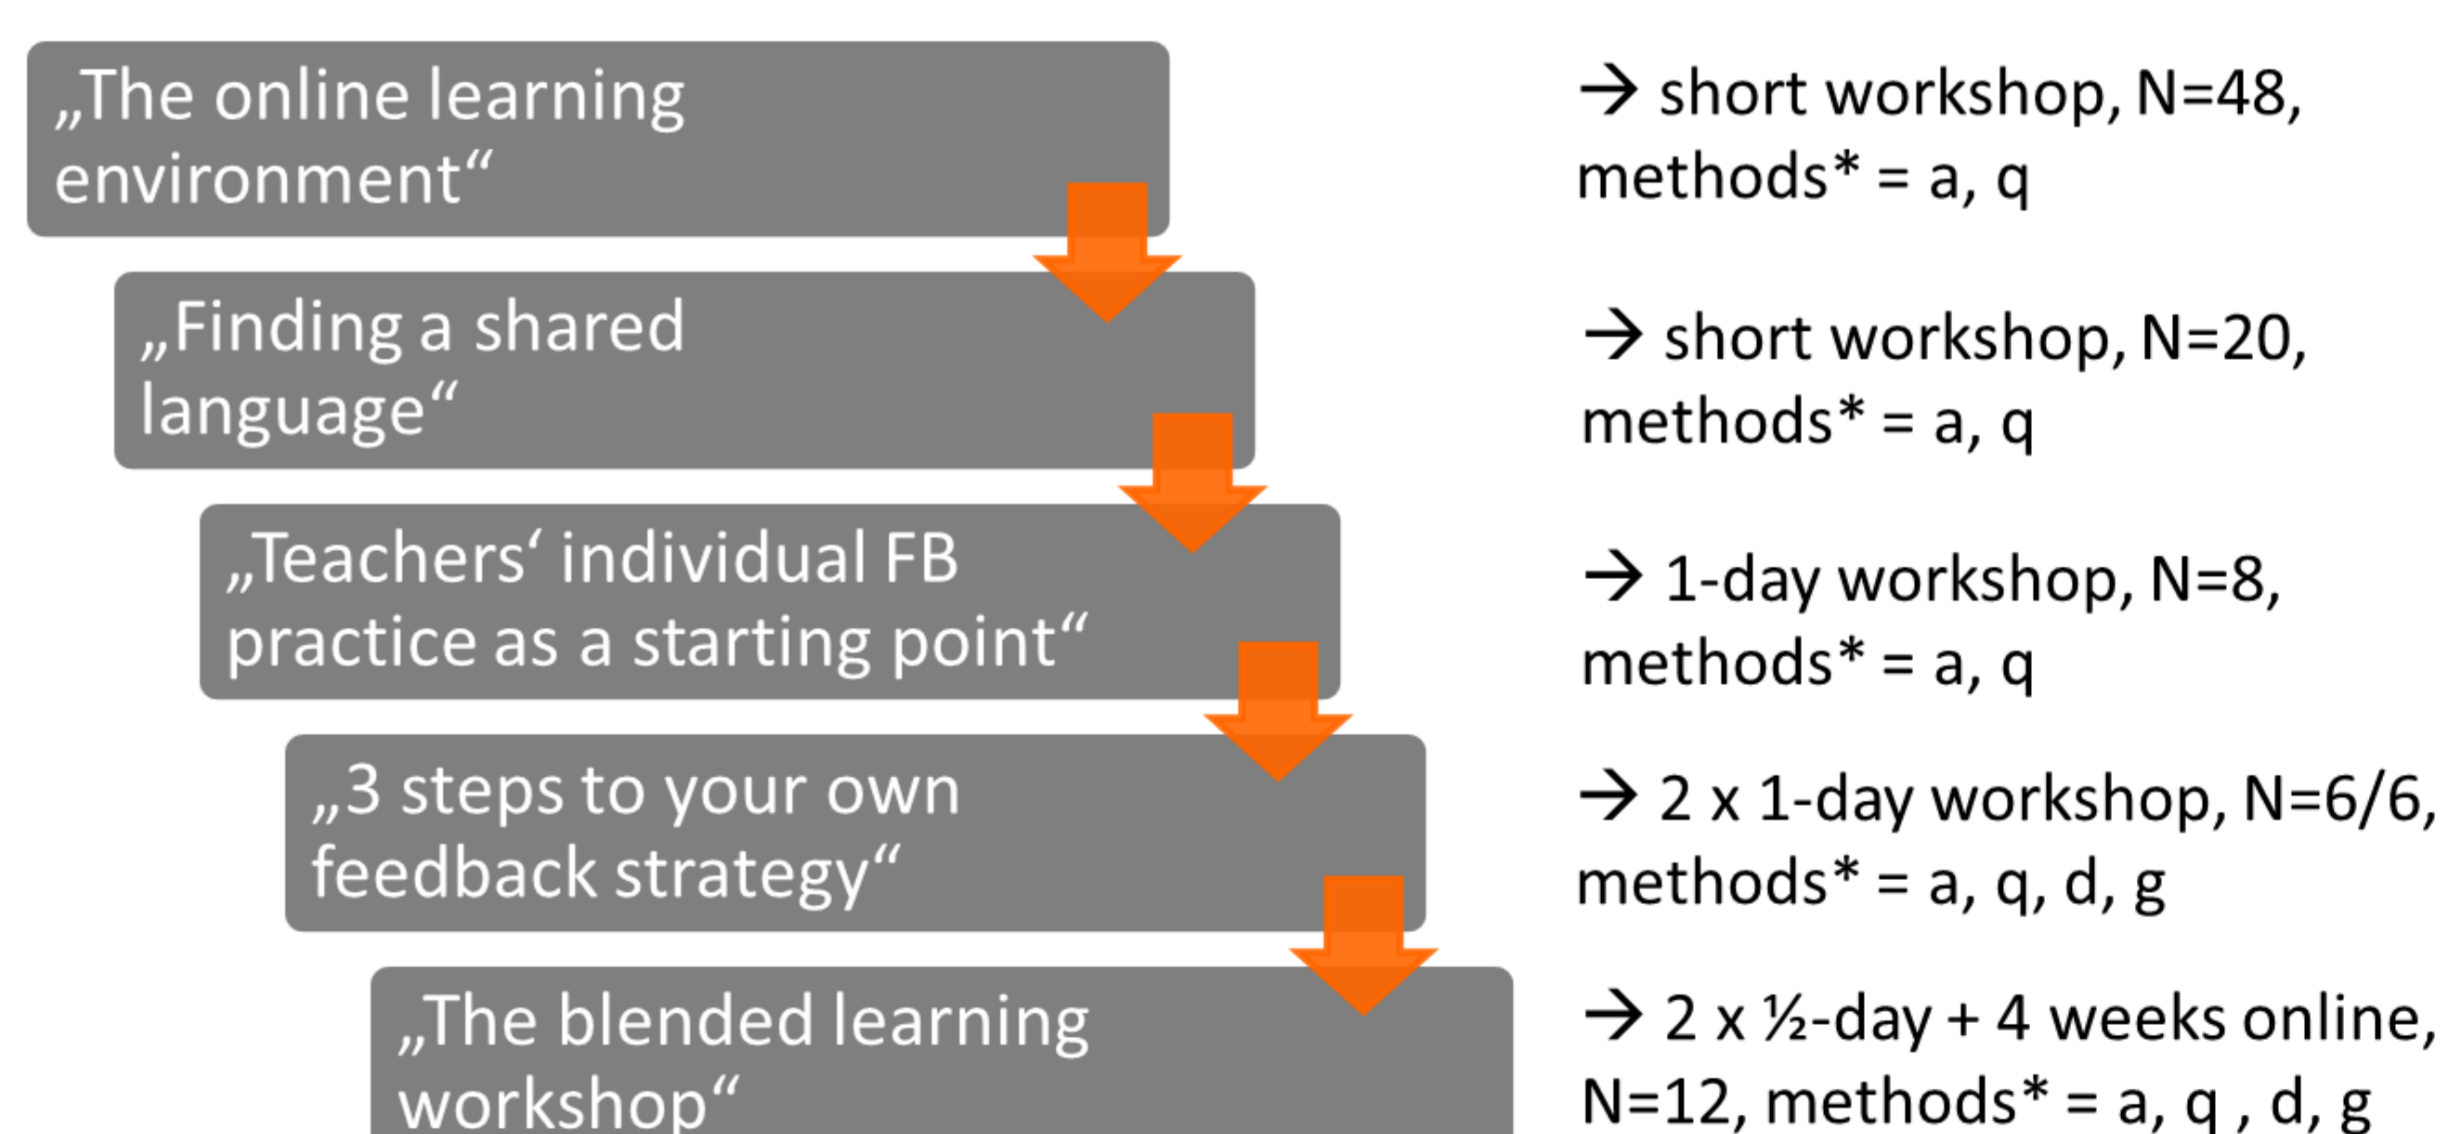 „The online learning
environment“
→ short workshop, N=48,
methods* = a, q
„Finding a shared
language“
→ short workshop, N=20,
methods* = a, q
„Teachers‘ individual FB
practice as a starting point“
→ 1-day workshop, N=8,
methods* = a, q
„3 steps to your own
feedback strategy“
→ 2 x 1-day workshop, N=6/6,
methods* = a, q, d, g
„The blended learning
workshop“
→ 2 x ½-day + 4 weeks online,
N=12, methods* = a, q , d, g